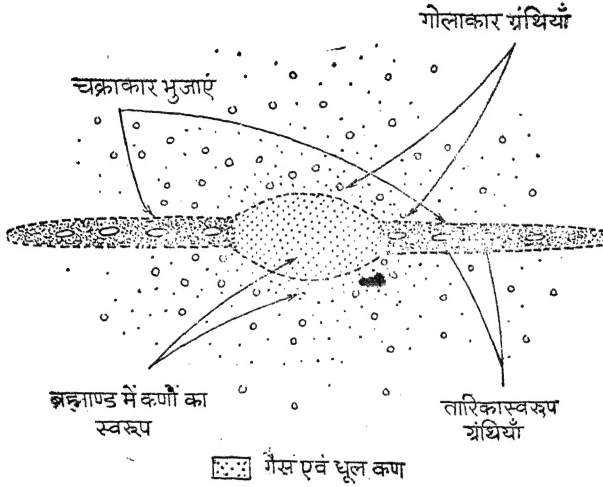 गोलाकार ग्रंथियाँ
चक्राकार भुजाएं
ब्रह्माण्ड में कणों का
स्वरूप
तारिकास्वरूप
ग्रंथियाँ
गैस एवं धूल कण